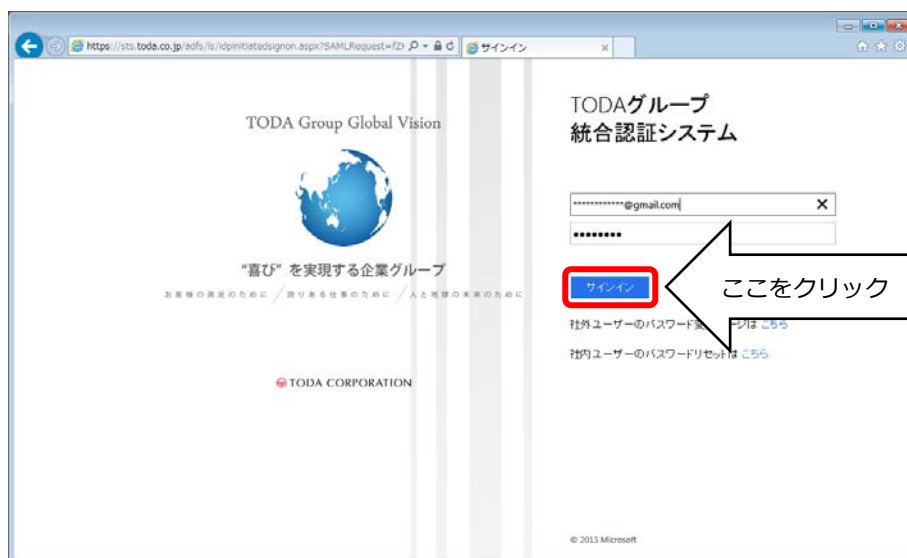 https://sts.toda.co.jp/adfs/ls/idpinitiatedsignon.aspx?SAMLRequest=fZ
サインイン
TODA Group Global Vision
"喜び" を実現する企業グループ
お客様の満足のために / 誇りある仕事のために / 人と地球の未来のために
TODA CORPORATION
TODAグループ
統合認証システム
************@gmail.com
••••••••
サインイン
ここをクリック
社外ユーザーのパスワード変 ージは こちら
社内ユーザーのパスワードリセットは こちら
© 2013 Microsoft